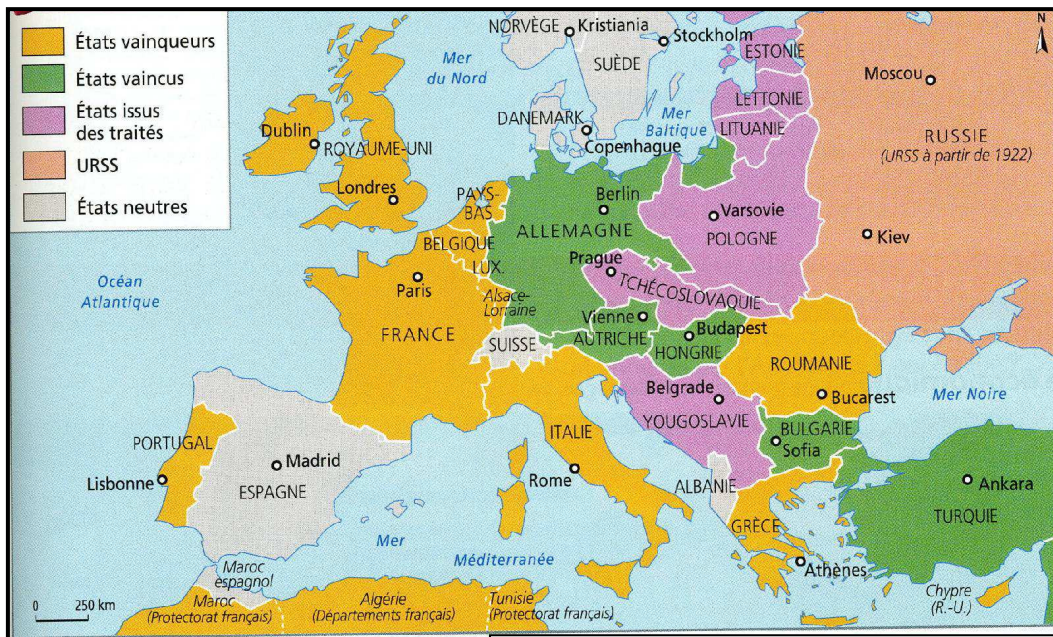 États vainqueurs
États vaincus
États issus
des traités
URSS
États neutres
N
NORVÈGE
Kristiania
Stockholm
SUÈDE
ESTONIE
Moscou
Mer
du Nord
LETTONIE
DANEMARK
Mer
Baltique
LITUANIE
RUSSIE
(URSS à partir de 1922)
Dublin
ROYAUME-UNI
Copenhague
Londres
PAYS-
BAS
Berlin
ALLEMAGNE
Varsovie
POLOGNE
Kiev
BELGIQUE
LUX.
Prague
TCHÉCOSLOVAQUIE
Océan
Atlantique
Paris
Alsace-
Lorraine
FRANCE
Vienne
AUTRICHE
Budapest
HONGRIE
SUISSE
ROUMANIE
Belgrade
YOUGOSLAVIE
Bucarest
Mer Noire
ITALIE
BULGARIE
Sofia
PORTUGAL
Lisbonne
Madrid
ESPAGNE
Rome
ALBANIE
Ankara
TURQUIE
GRÈCE
Athènes
Mer
Méditerranée
Maroc
espagnol
Maroc
(Protectorat français)
Algérie
(Départements français)
Tunisie
(Protectorat français)
Chypre
(R.-U.)
0 250 km